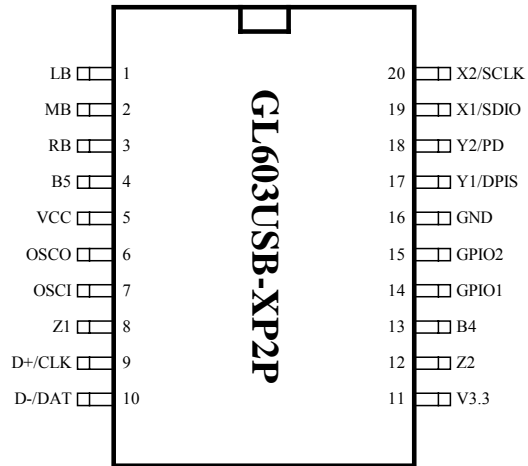 LB 1 20 X2/SCLK
MB 2 19 X1/SDIO
RB 3 18 Y2/PD
B5 4 17 Y1/DPIS
VCC 5 16 GND
OSCO 6 15 GPIO2
OSCI 7 14 GPIO1
Z1 8 13 B4
D+/CLK 9 12 Z2
D-/DAT 10 11 V3.3
GL603USB-XP2P